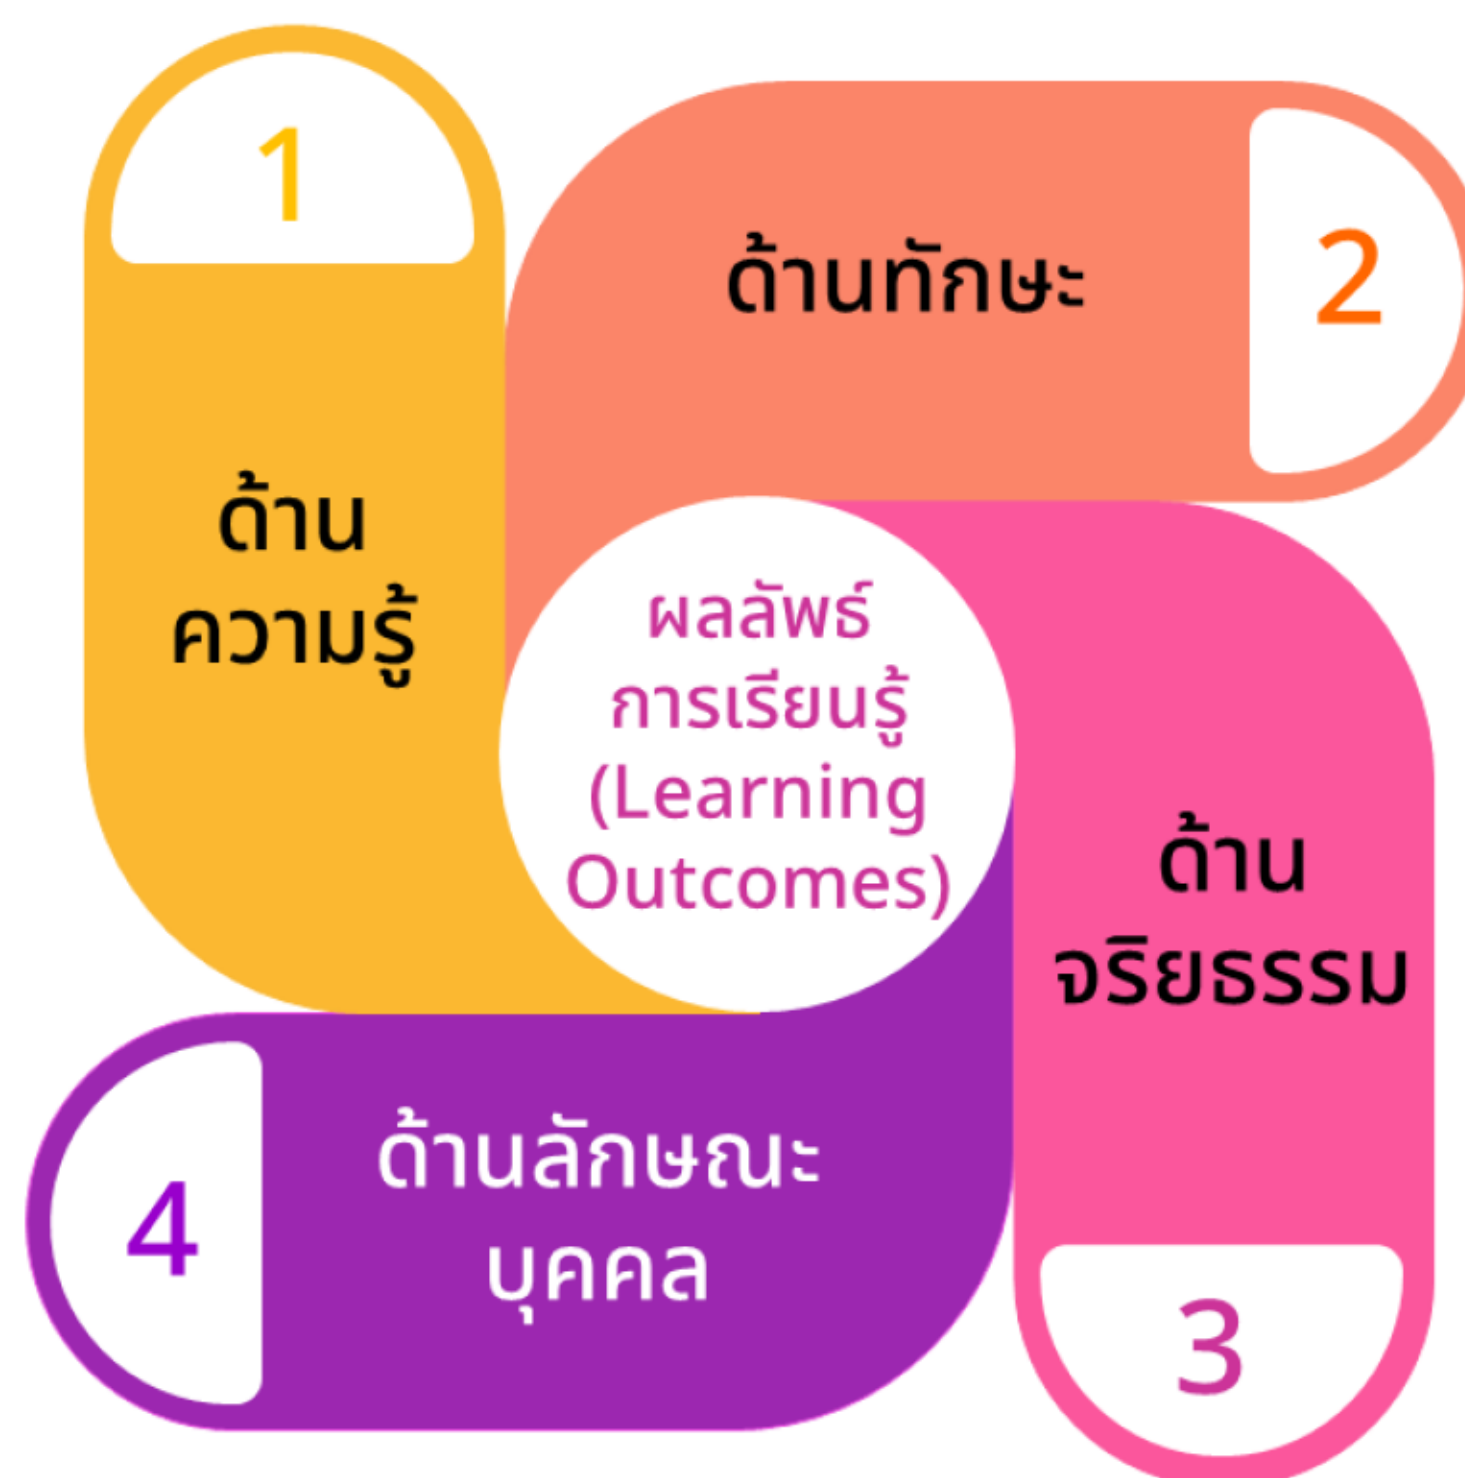 1
ด้าน
ความรู้
ด้านทักษะ
2
ผลลัพธ์
การเรียนรู้
(Learning
Outcomes)
ด้าน
จริยธรรม
3
4
ด้านลักษณะ
บุคคล